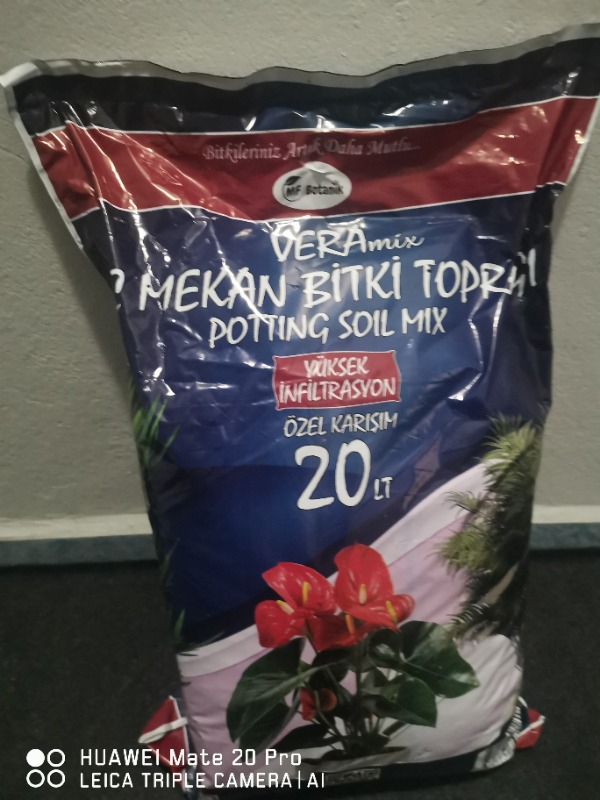 Bitkileriniz Artık Daha Mutlu...
MF Botanik
VERAmix
Ç MEKAN BİTKİ TOPRAĞI
POTTING SOIL MIX
YÜKSEK
İNFİLTRASYON
ÖZEL KARIŞIM
20 LT
HUAWEI Mate 20 Pro
LEICA TRIPLE CAMERA | AI